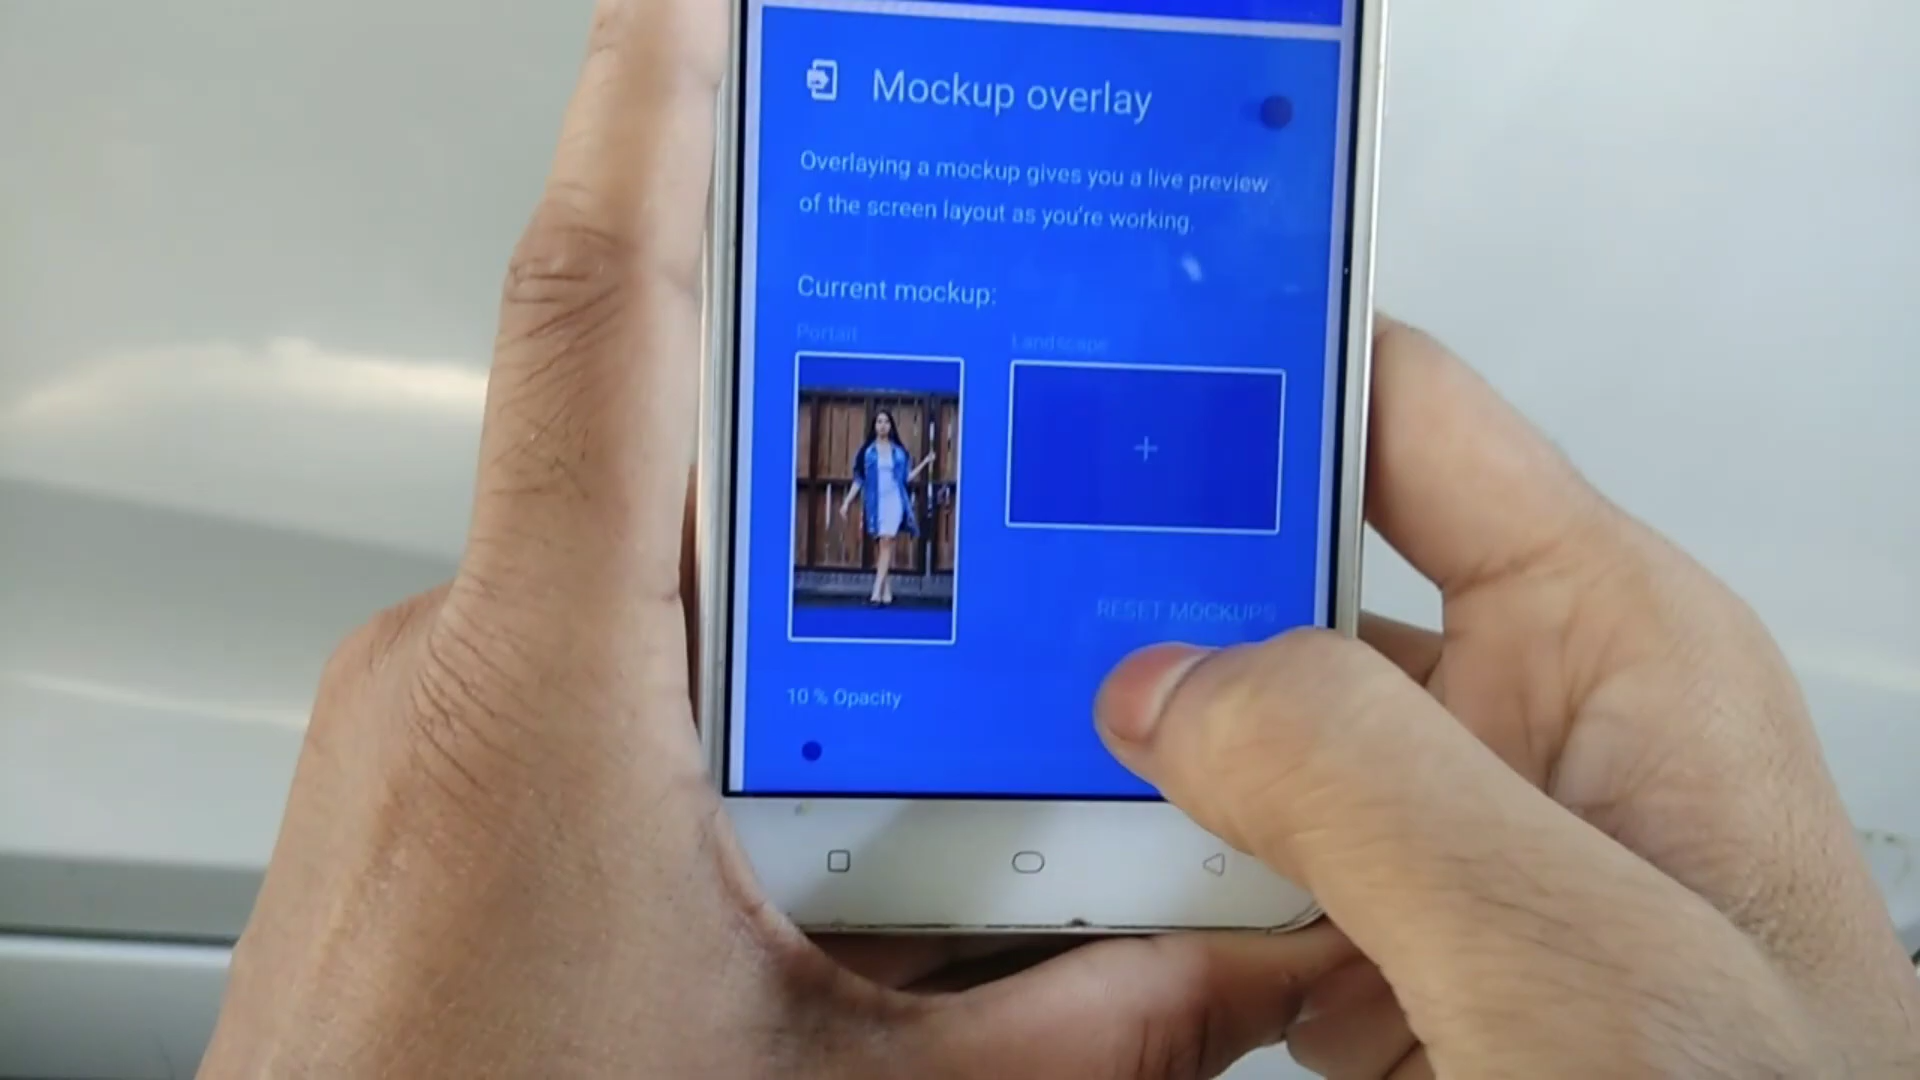 Mockup overlay
Overlaying a mockup gives you a live preview
of the screen layout as you're working.
Current mockup:
Portait
Landscape
RESET MOCKUPS
10 % Opacity